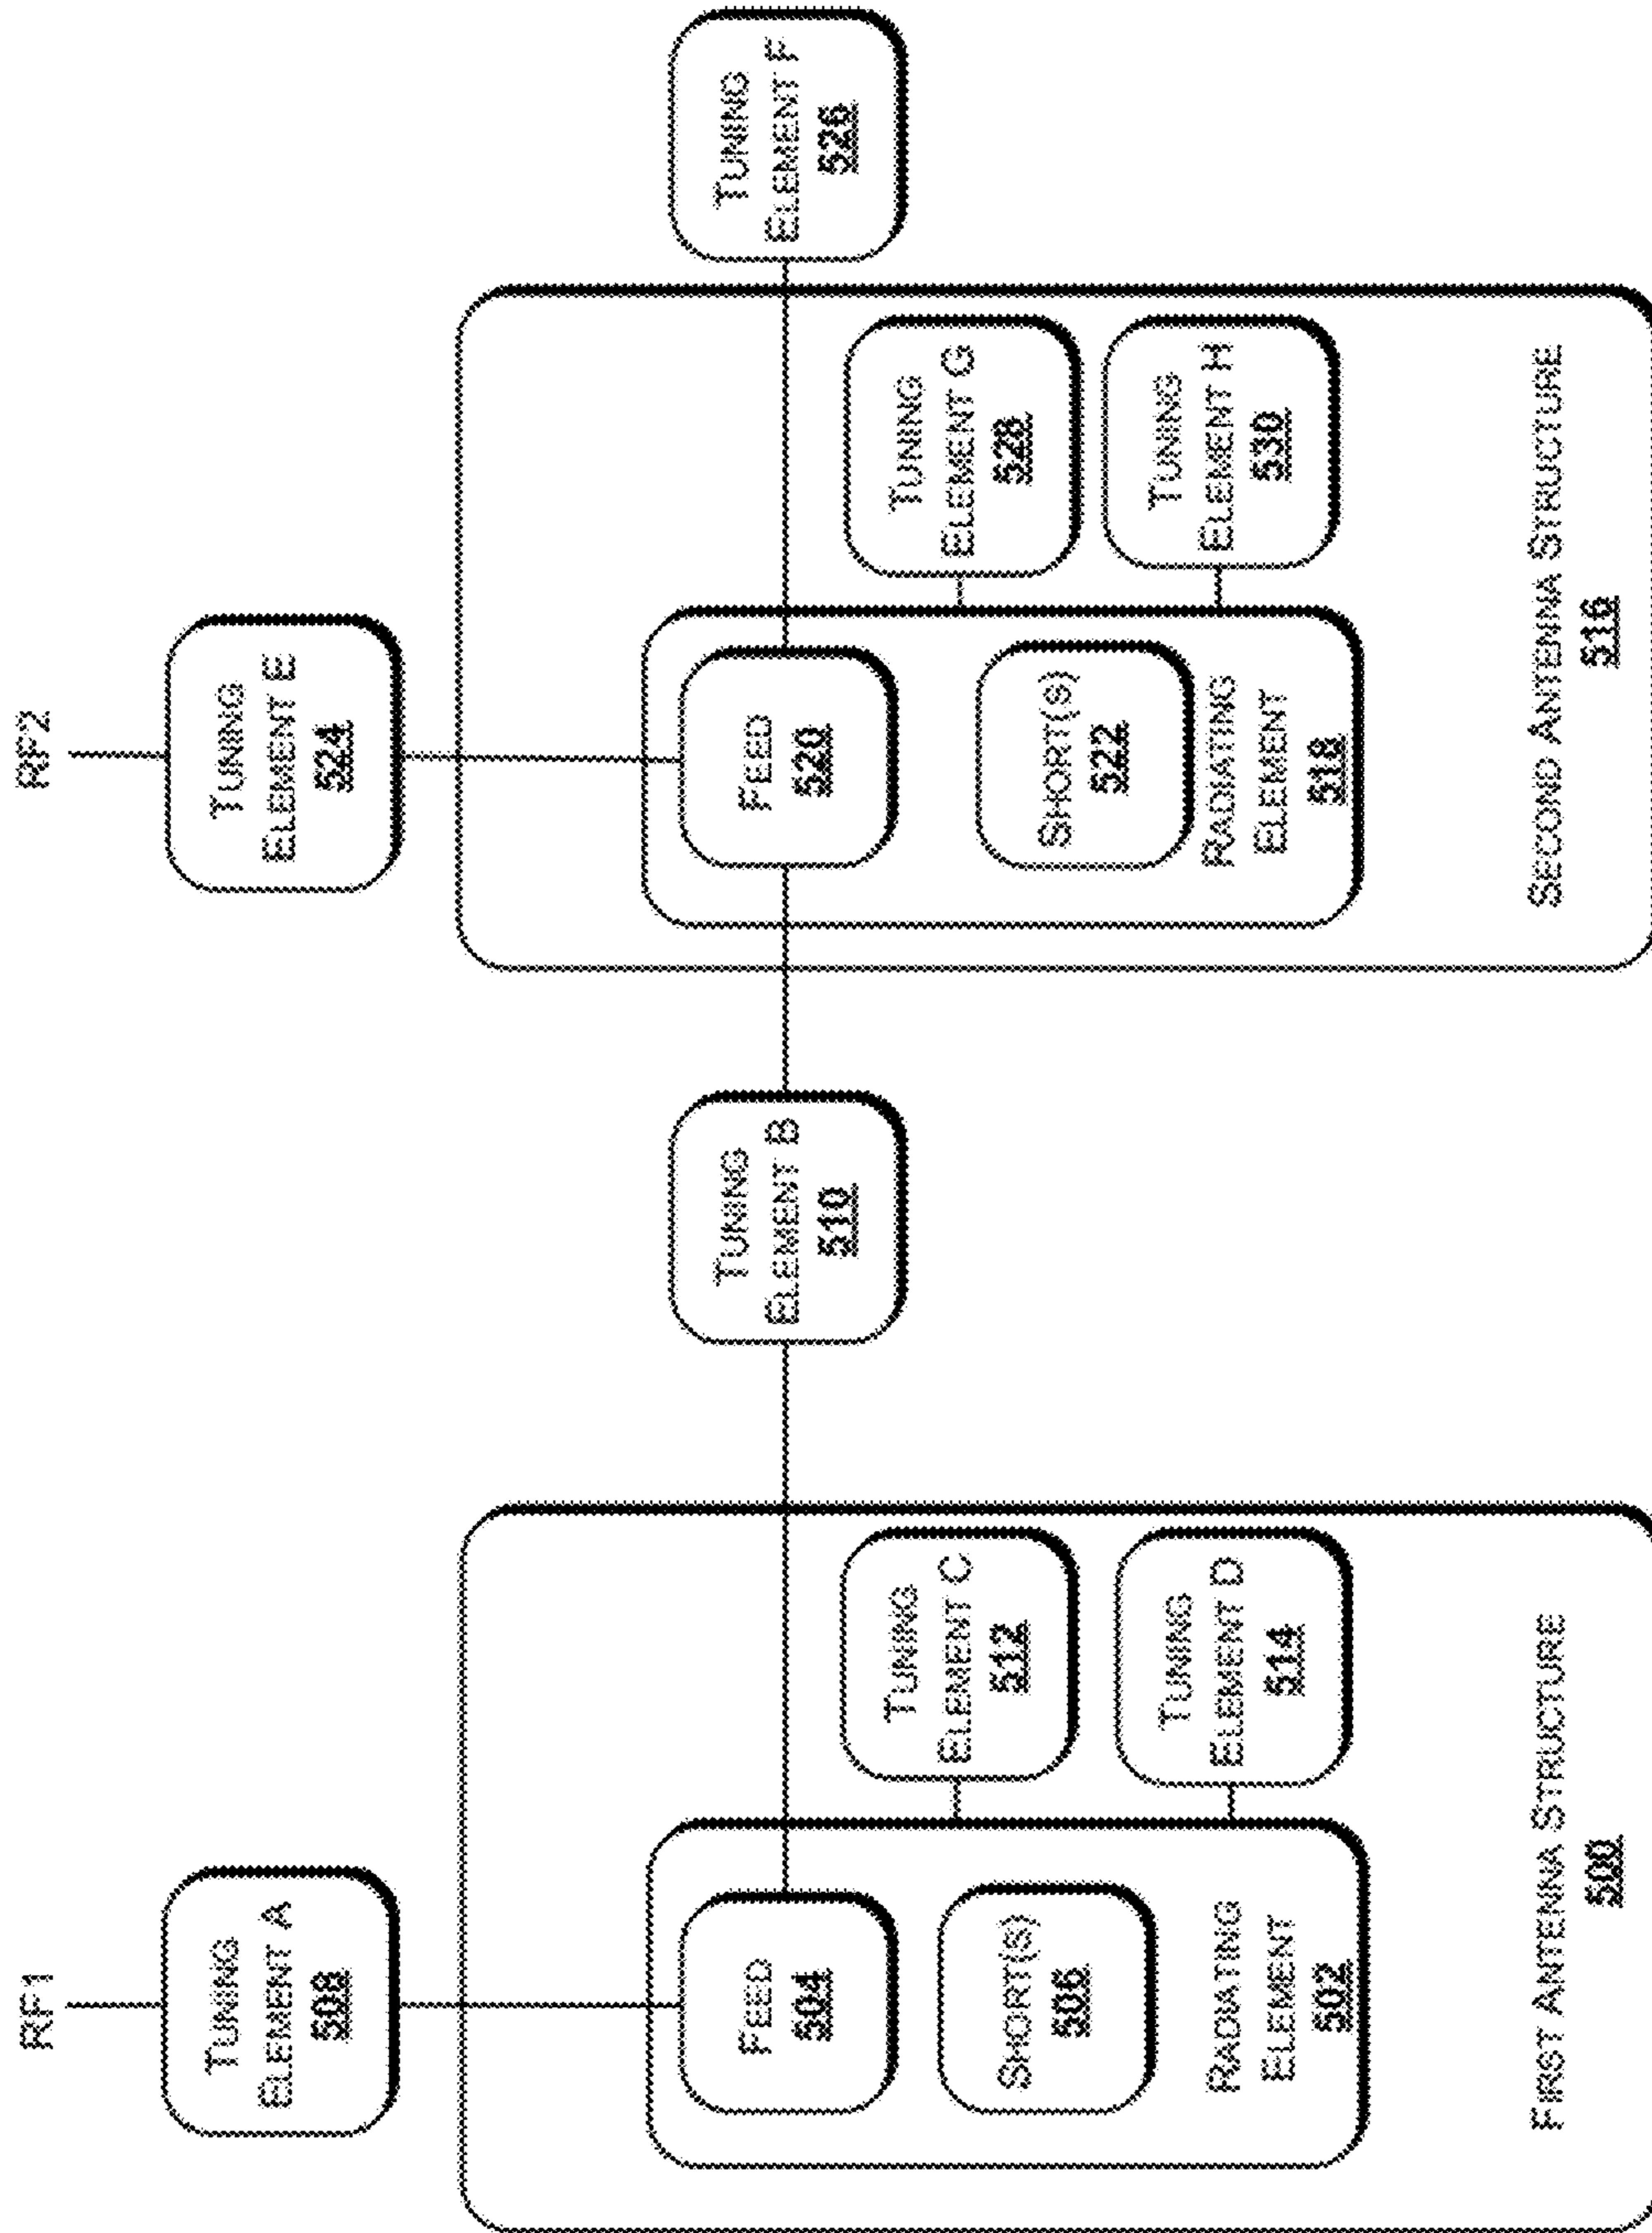 RF1
TUNING
ELEMENT A
508
FEED
504
SHORT(S)
506
RADIATING
ELEMENT
502
TUNING
ELEMENT C
512
TUNING
ELEMENT D
514
FIRST ANTENNA STRUCTURE
500
TUNING
ELEMENT B
510
RF2
TUNING
ELEMENT E
524
FEED
520
SHORT(S)
522
RADIATING
ELEMENT
518
TUNING
ELEMENT G
528
TUNING
ELEMENT H
530
SECOND ANTENNA STRUCTURE
516
TUNING
ELEMENT F
526